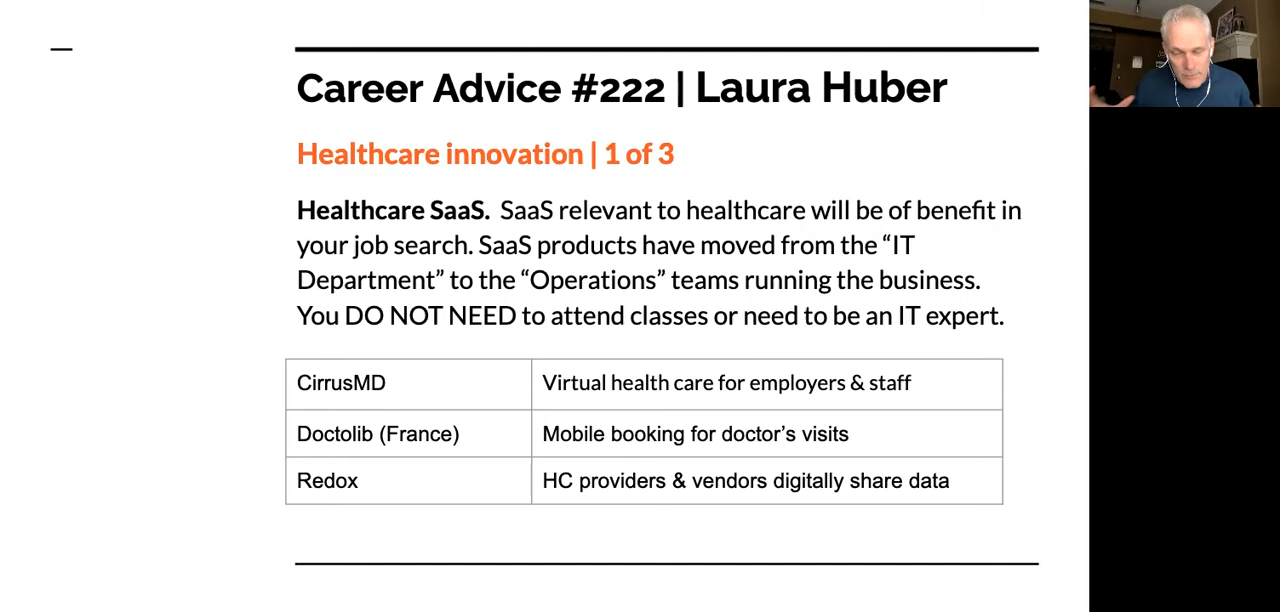 Career Advice #222 | Laura Huber
Healthcare innovation | 1 of 3
Healthcare SaaS. SaaS relevant to healthcare will be of benefit in
your job search. SaaS products have moved from the “IT
Department” to the “Operations” teams running the business.
You DO NOT NEED to attend classes or need to be an IT expert.
CirrusMD
Virtual health care for employers & staff
Doctolib (France)
Mobile booking for doctor’s visits
Redox
HC providers & vendors digitally share data